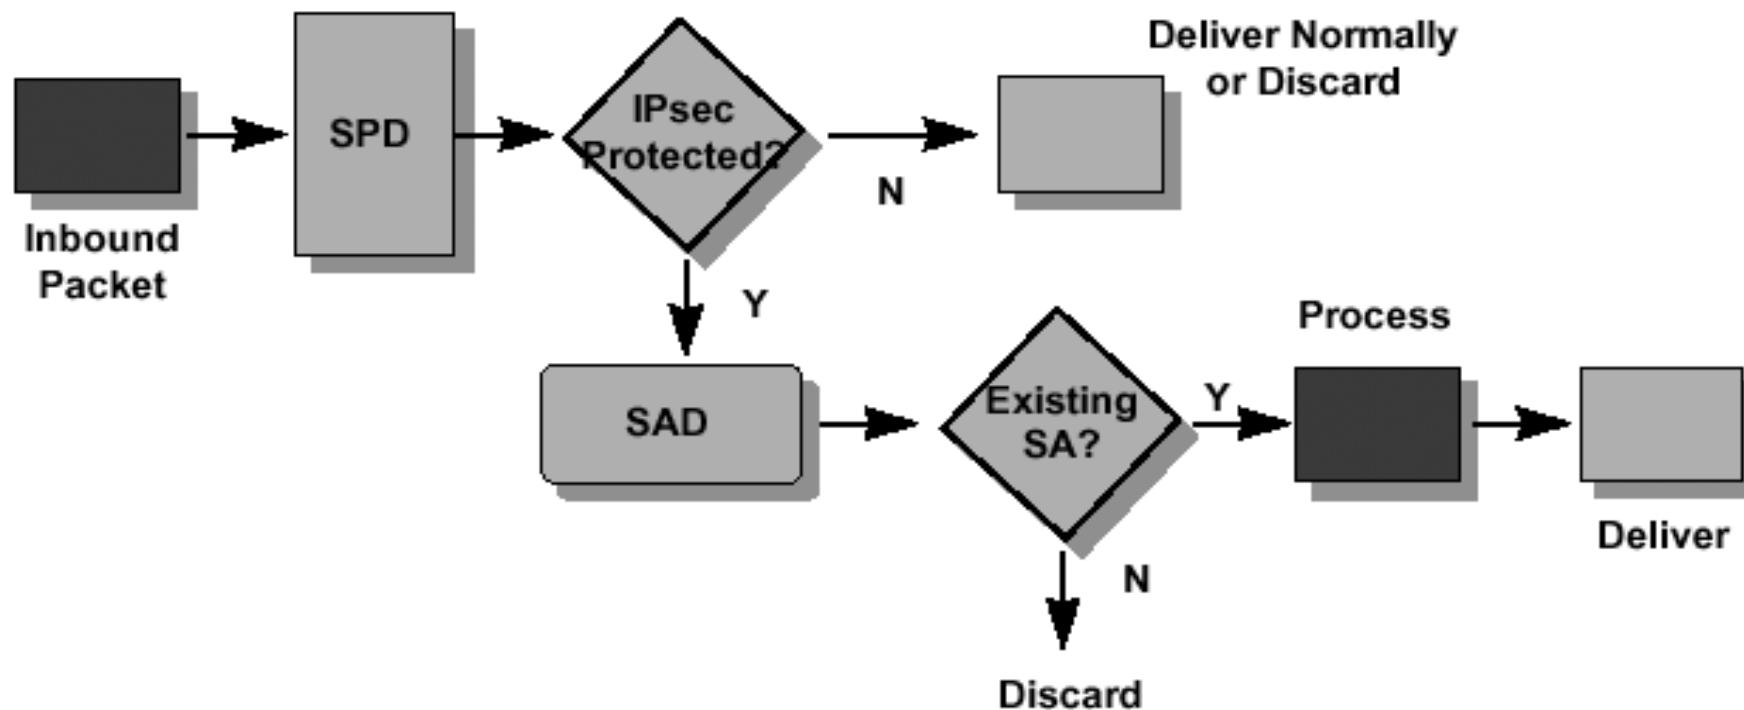 Deliver Normally
or Discard
IPsec
Protected?
SPD
N
Inbound
Packet
Y
Process
SAD
Existing
SA?
Y
Deliver
N
Discard